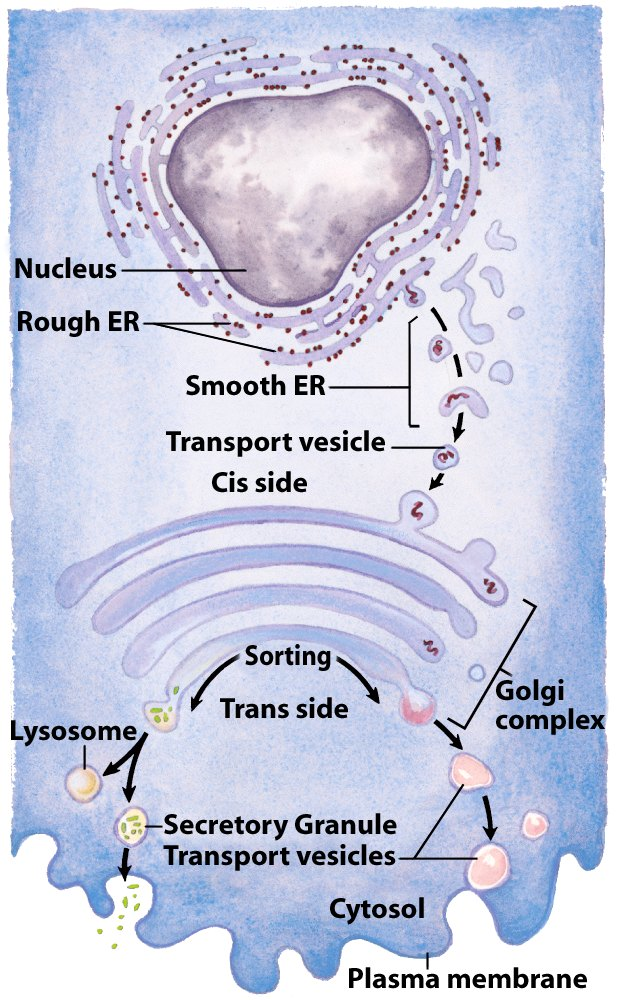 Nucleus
Rough ER
Smooth ER
Transport vesicle
Cis side
Sorting
Trans side
Golgi
complex
Lysosome
Secretory Granule
Transport vesicles
Cytosol
Plasma membrane